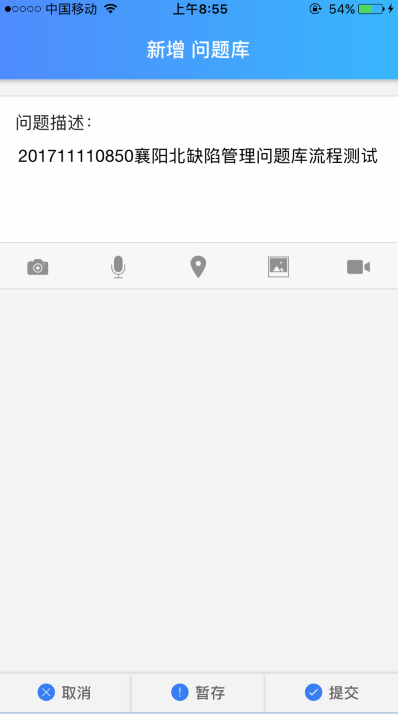 中国移动 上午8:55 54%
新增 问题库
问题描述：
201711110850襄阳北缺陷管理问题库流程测试
取消 暂存 提交